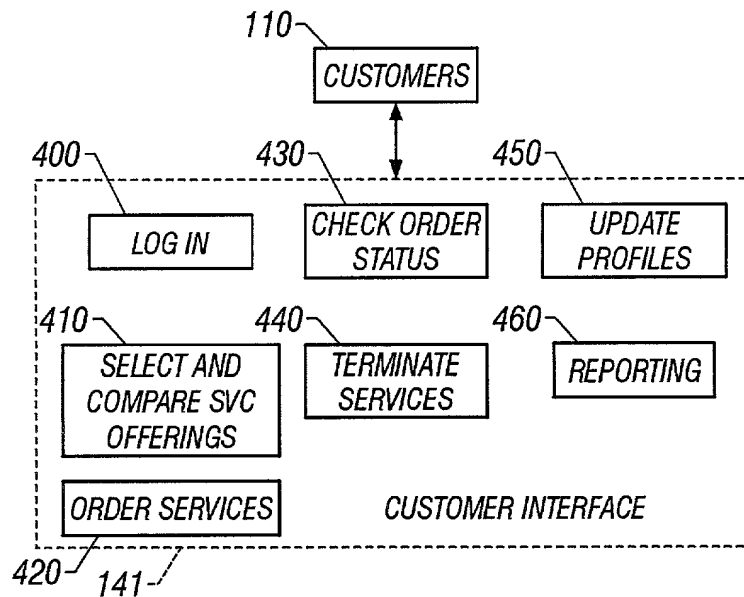 110
CUSTOMERS
400
430
450
LOG IN
CHECK ORDER
STATUS
UPDATE
PROFILES
410
440
460
SELECT AND
COMPARE SVC
OFFERINGS
TERMINATE
SERVICES
REPORTING
ORDER SERVICES
CUSTOMER INTERFACE
420
141